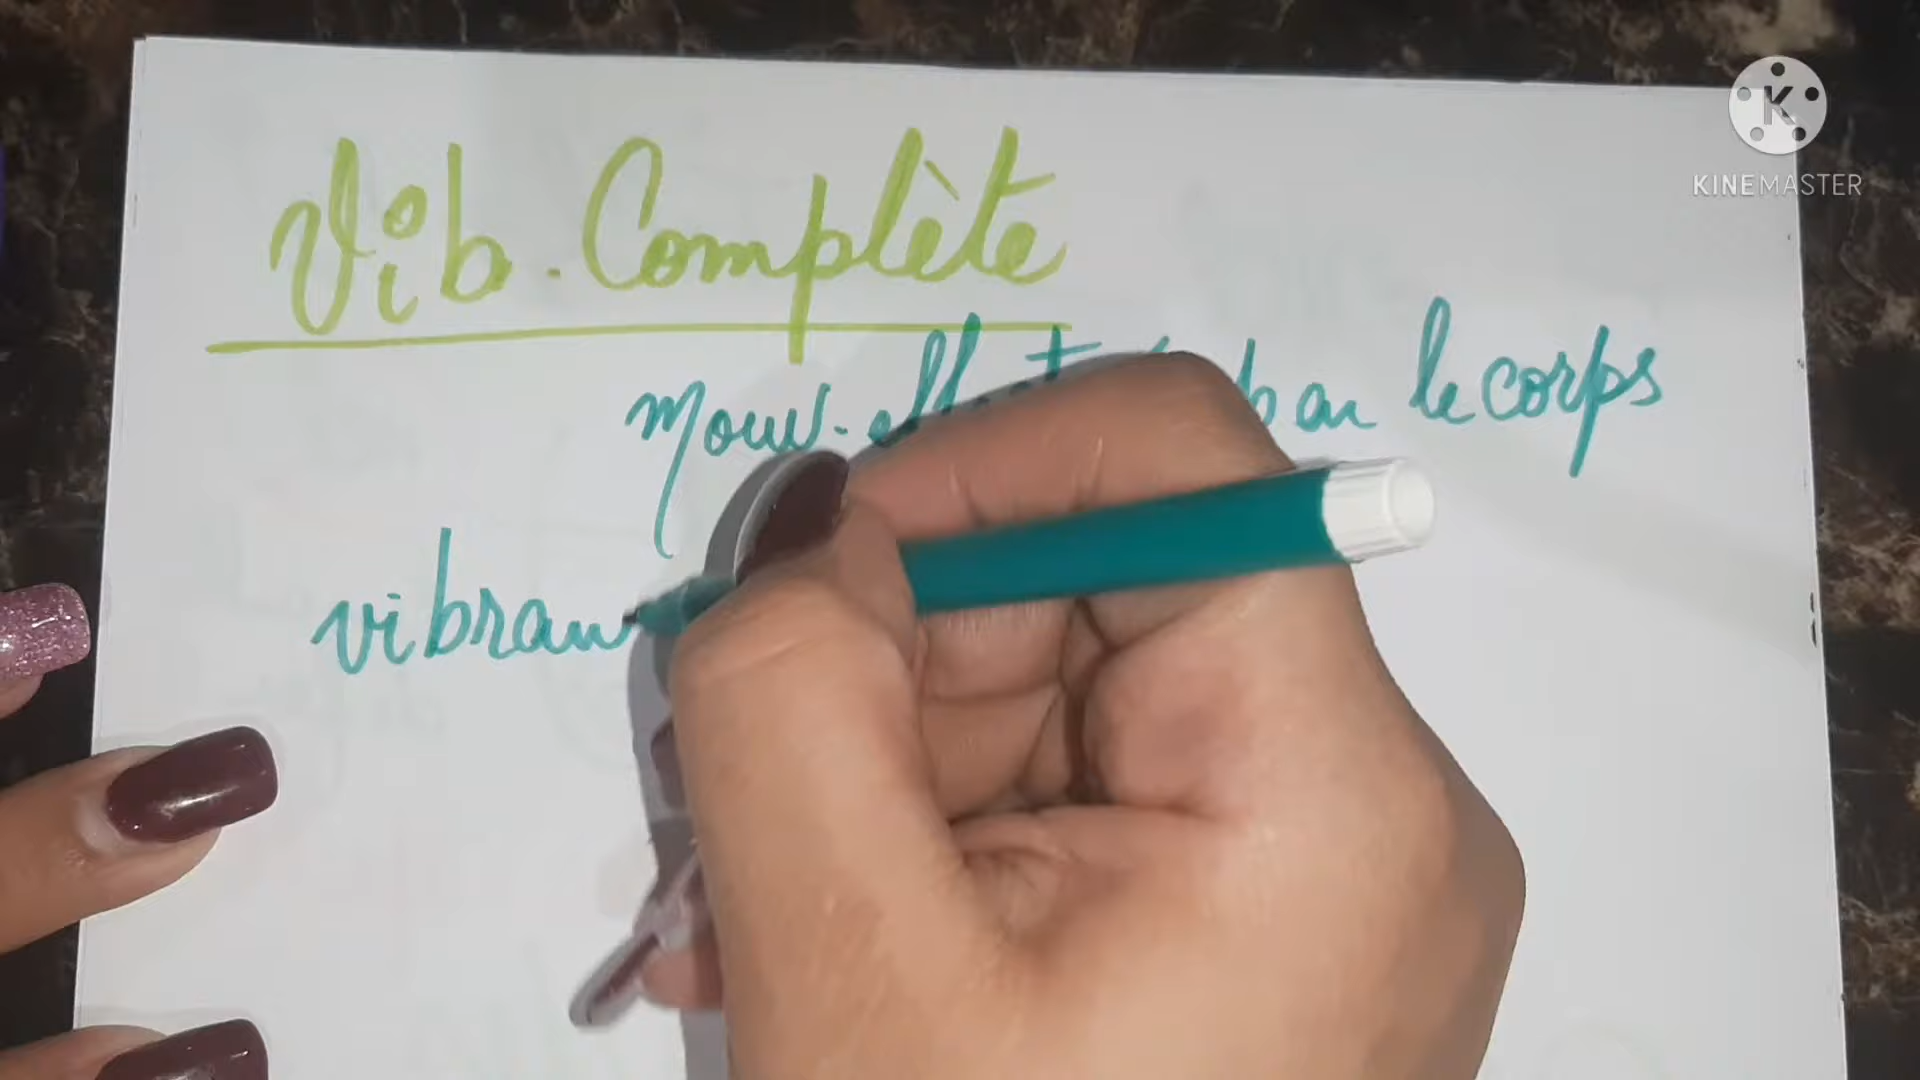 Vib. Complète
Mouv. par le corps
vibran
K
KINEMASTER